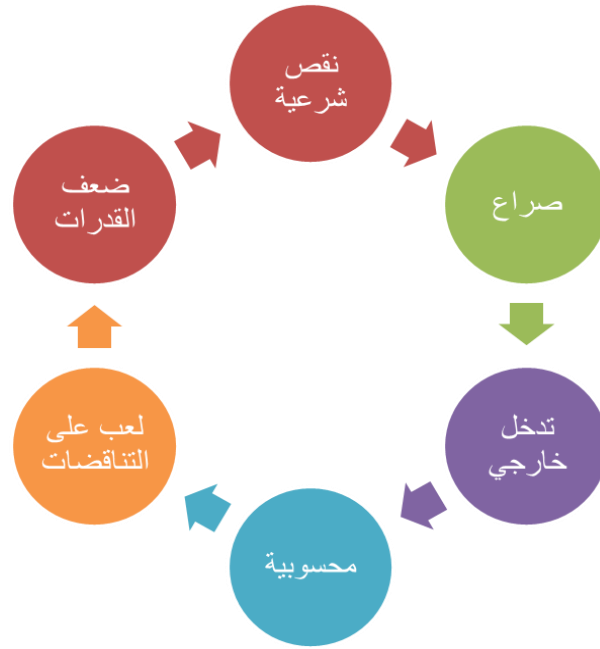 نقص
شرعية
صراع
تدخل
خارجي
محسوبية
لعب على
التناقضات
ضعف
القدرات